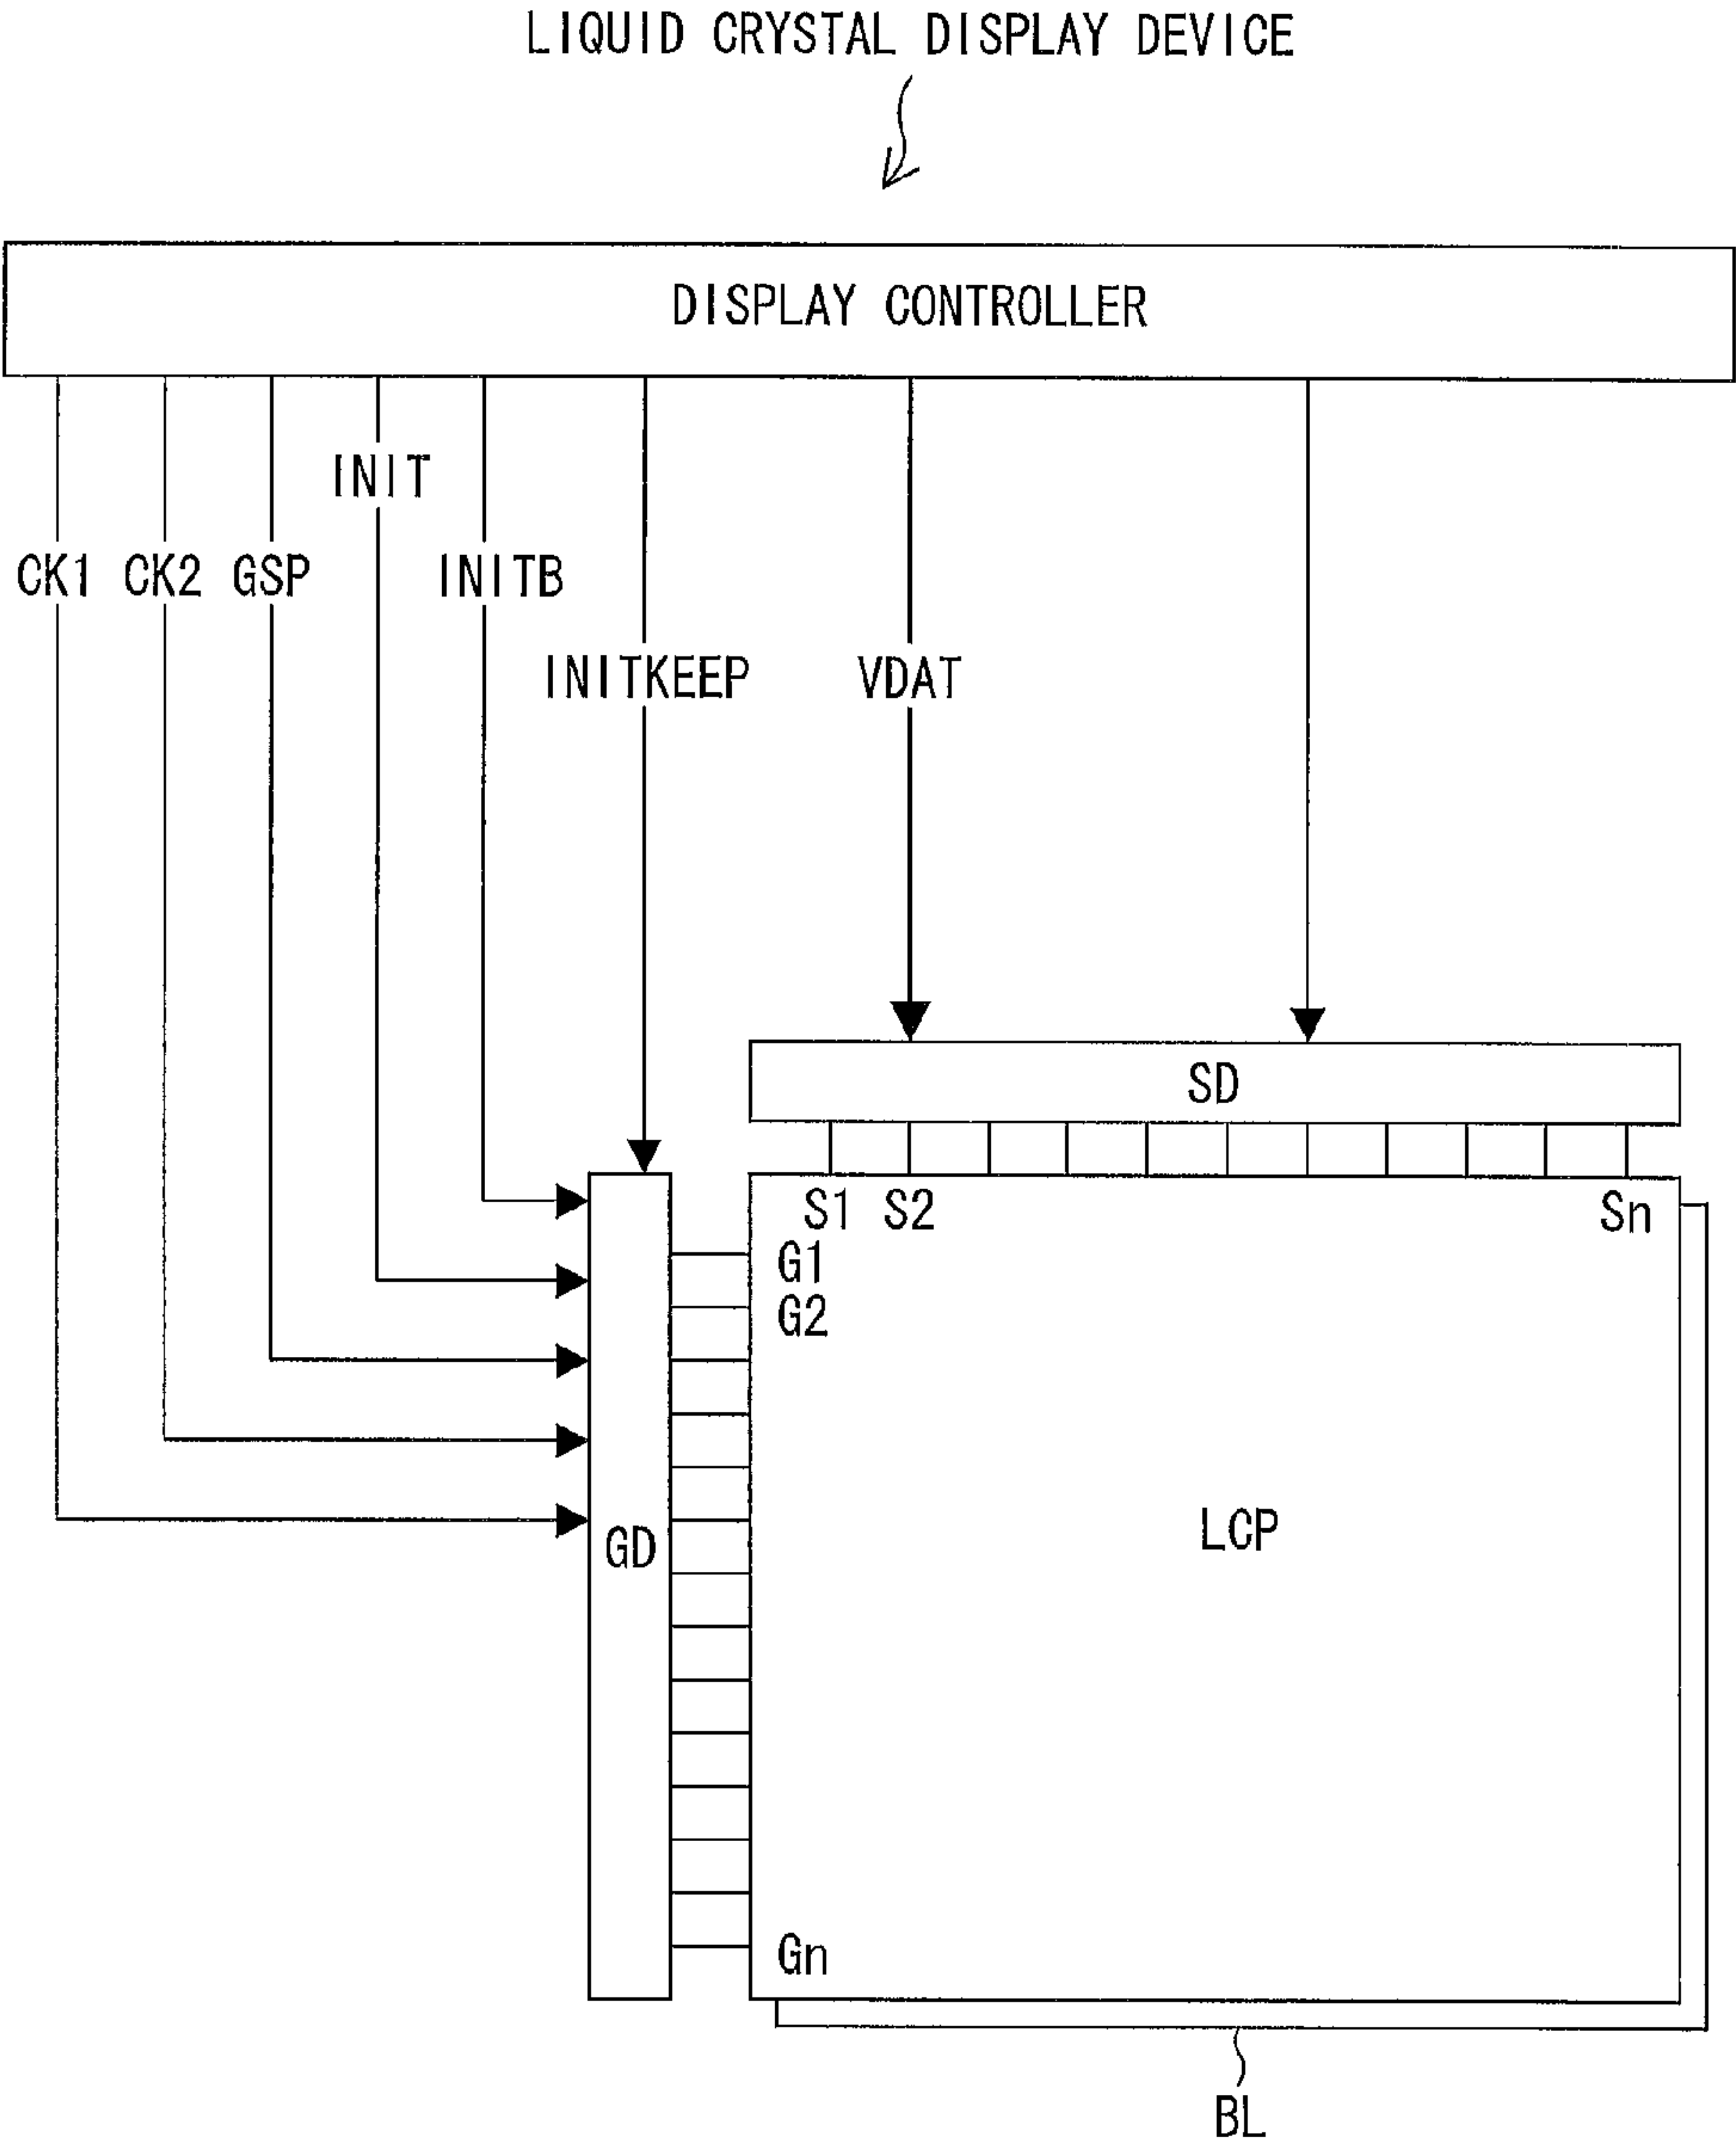 LIQUID CRYSTAL DISPLAY DEVICE
DISPLAY CONTROLLER
INIT
CK1 CK2 GSP INITB
INITKEEP VDAT
SD
S1 S2 Sn
G1
G2
LCP
GD
Gn
BL